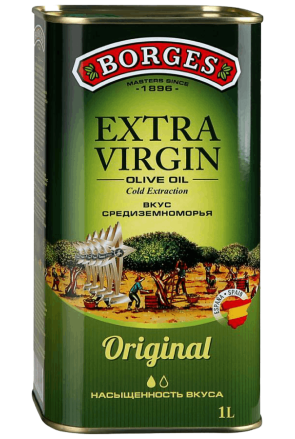 BORGES
MASTERS SINCE
-1896-
EXTRA
VIRGIN
OLIVE OIL
Cold Extraction
ВКУС
СРЕДИЗЕМНОМОРЬЯ
ESPAÑA • SPAIN
Original
НАСЫЩЕННОСТЬ ВКУСА
1L